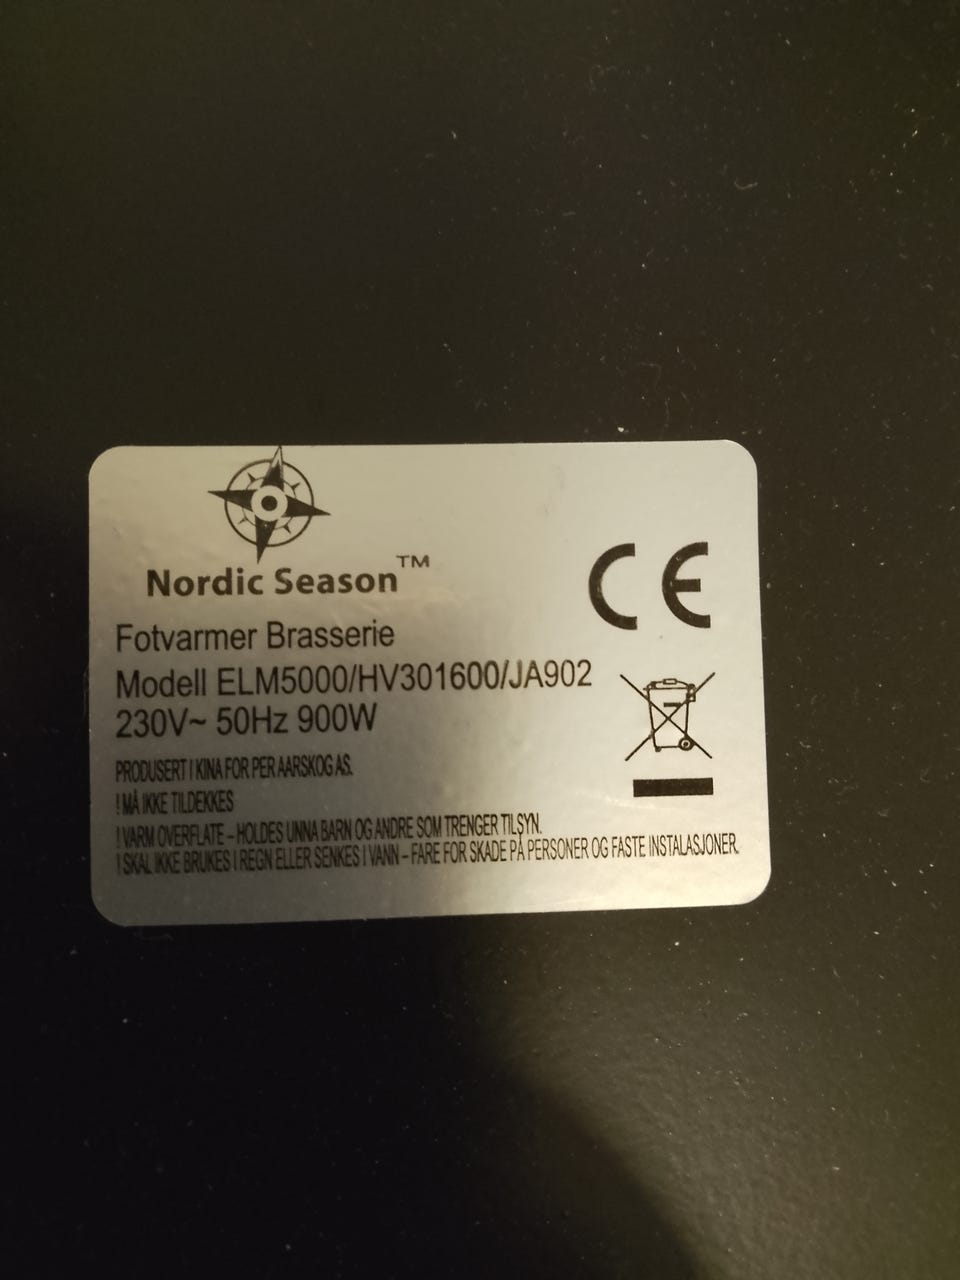 Nordic Season™
CE
Fotvarmer Brasserie
Modell ELM5000/HV301600/JA902
230V~ 50Hz 900W
PRODUSERT I KINA FOR PER AARSKOG AS.
! MÅ IKKE TILDEKKES
! VARM OVERFLATE – HOLDES UNNA BARN OG ANDRE SOM TRENGER TILSYN.
! SKAL IKKE BRUKES I REGN ELLER SENKES I VANN – FARE FOR SKADE PÅ PERSONER OG FASTE INSTALASJONER.